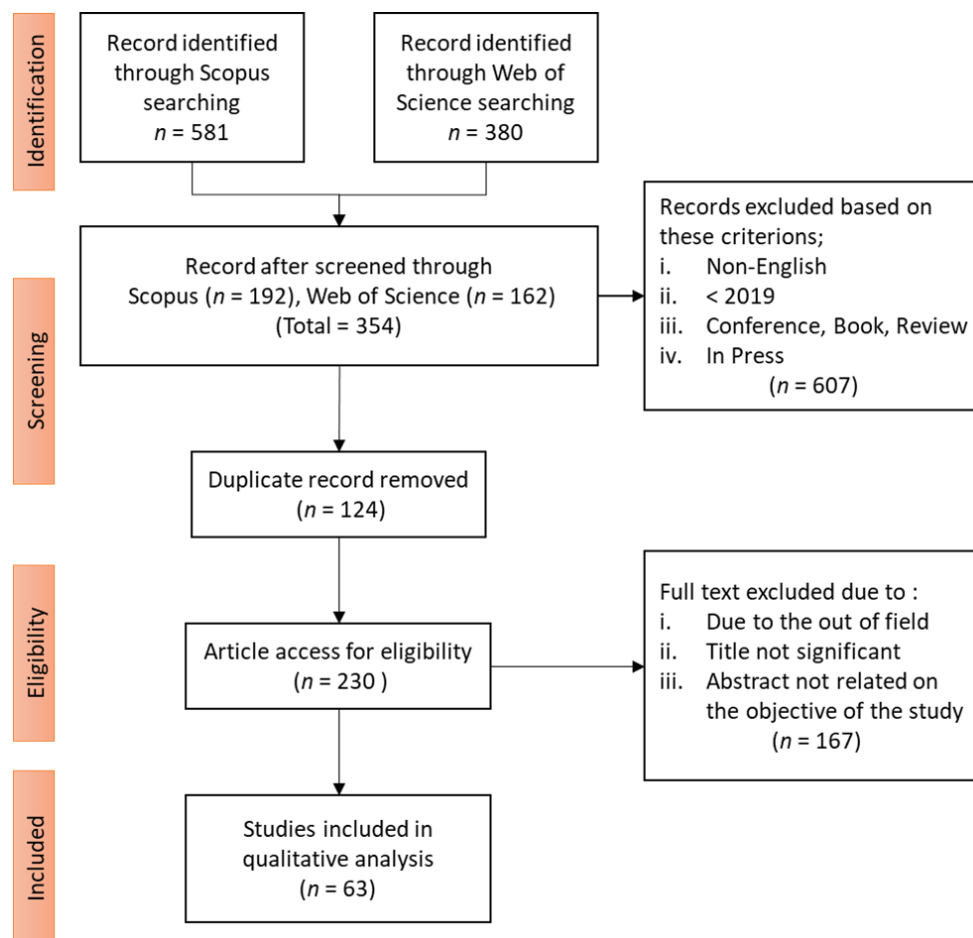 Identification
Record identified
through Scopus
searching
n = 581
Record identified
through Web of
Science searching
n = 380
Screening
Record after screened through
Scopus (n = 192), Web of Science (n = 162)
(Total = 354)
Records excluded based on
these criterions;
i. Non-English
ii. < 2019
iii. Conference, Book, Review
iv. In Press
(n = 607)
Duplicate record removed
(n = 124)
Eligibility
Article access for eligibility
(n = 230 )
Full text excluded due to :
i. Due to the out of field
ii. Title not significant
iii. Abstract not related on
the objective of the study
(n = 167)
Included
Studies included in
qualitative analysis
(n = 63)